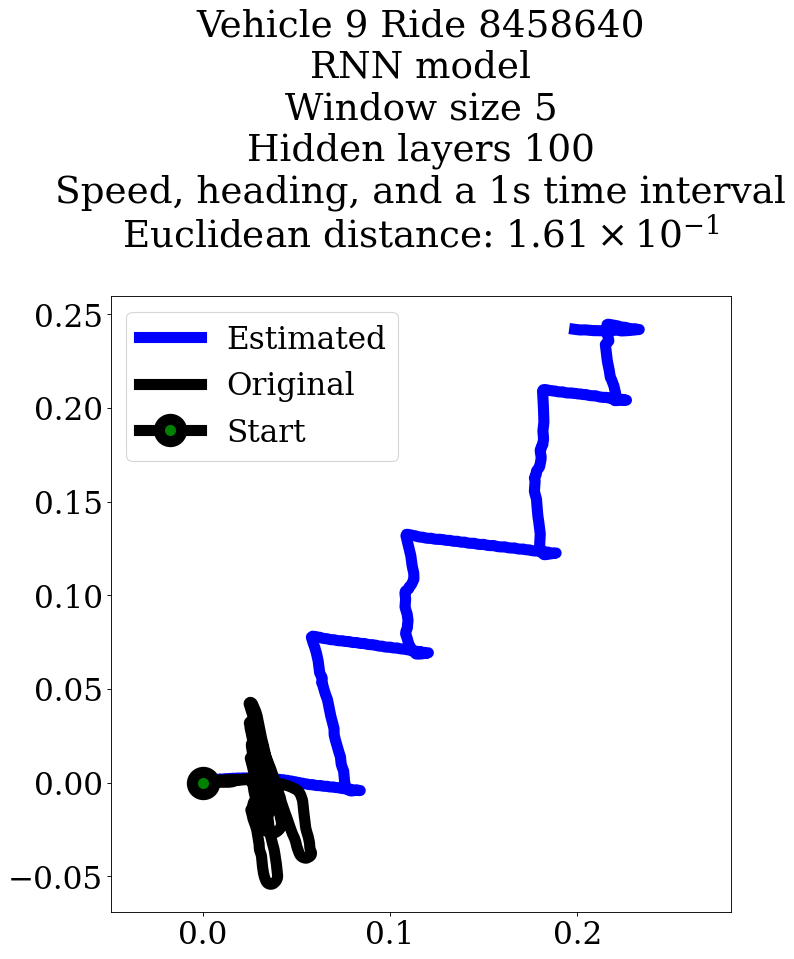 Vehicle 9 Ride 8458640
RNN model
Window size 5
Hidden layers 100
Speed, heading, and a 1s time interval
Euclidean distance: 1.61 × 10⁻¹
Estimated
Original
Start
0.25
0.20
0.15
0.10
0.05
0.00
−0.05
0.0 0.1 0.2